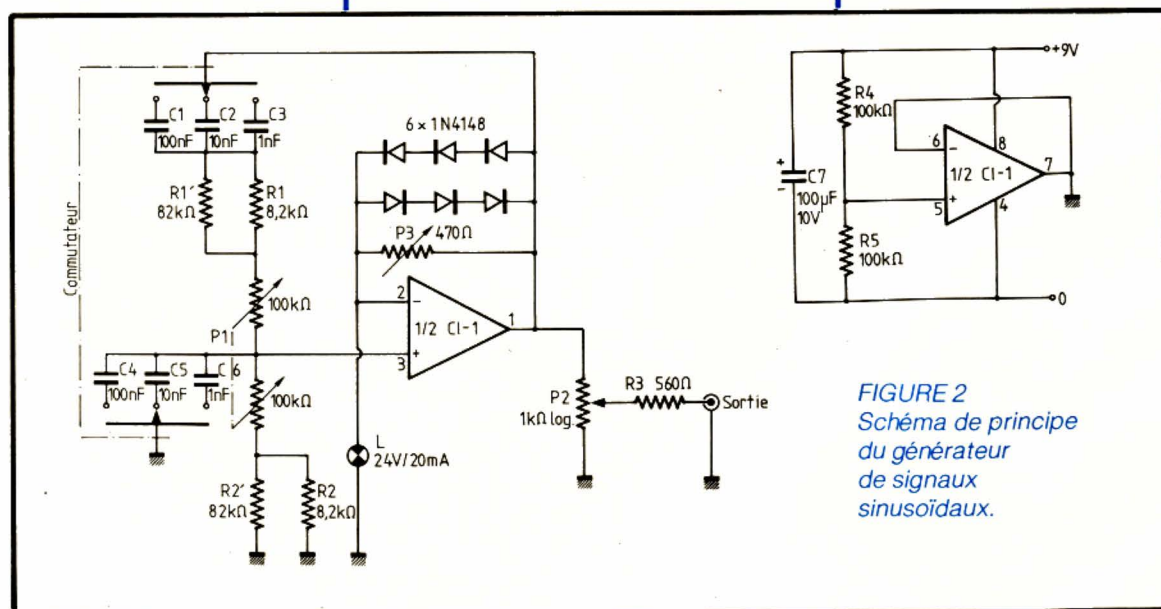 Commutateur
C1
100nF
C2
10nF
C3
1nF
R1'
82kΩ
R1
8,2kΩ
6 x 1N4148
P3 470Ω
P1
100kΩ
2
-
1/2 CI-1
1
+
3
C4
100nF
C5
10nF
C6
1nF
100kΩ
L
24V/20mA
R2'
82kΩ
R2
8,2kΩ
P2
1kΩ log.
R3 560Ω
Sortie
+9V
R4
100kΩ
6
-
8
1/2 CI-1
7
+
5
4
+
-
C7
100µF
10V
R5
100kΩ
0
FIGURE 2
Schéma de principe
du générateur
de signaux
sinusoïdaux.